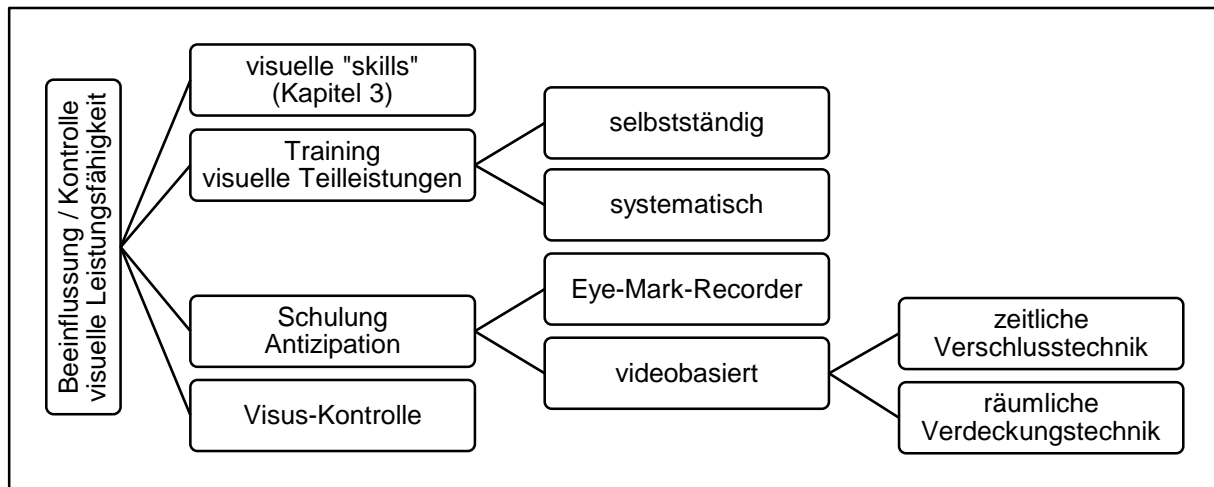 Beeinflussung / Kontrolle
visuelle Leistungsfähigkeit
visuelle "skills"
(Kapitel 3)
Training
visuelle Teilleistungen
selbstständig
systematisch
Schulung
Antizipation
Eye-Mark-Recorder
videobasiert
zeitliche
Verschlusstechnik
räumliche
Verdeckungstechnik
Visus-Kontrolle